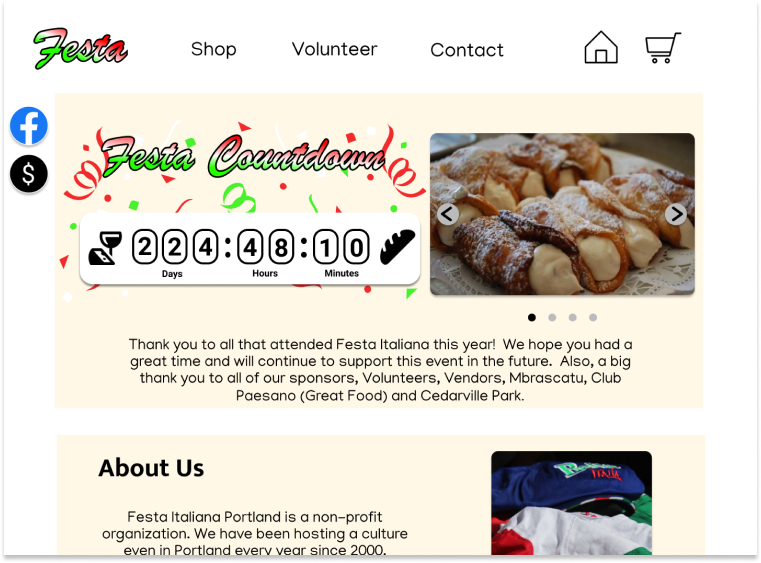 Festa
Shop
Volunteer
Contact
$
Festa Countdown
224:48:10
Days
Hours
Minutes
Thank you to all that attended Festa Italiana this year! We hope you had a
great time and will continue to support this event in the future. Also, a big
thank you to all of our sponsors, Volunteers, Vendors, Mbrascatu, Club
Paesano (Great Food) and Cedarville Park.
About Us
Festa Italiana Portland is a non-profit
organization. We have been hosting a culture
even in Portland every year since 2000.